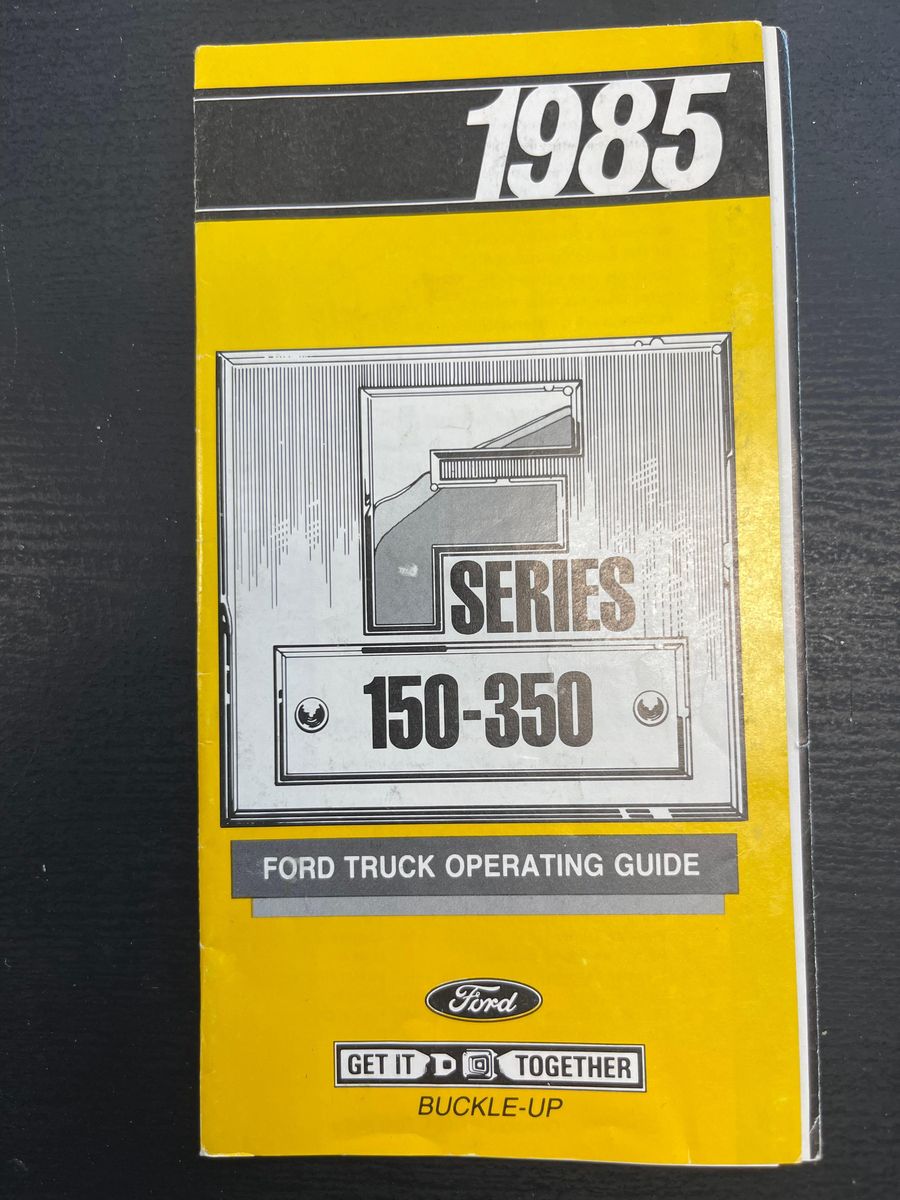 1985
F
SERIES
150-350
FORD TRUCK OPERATING GUIDE
Ford
GET IT TOGETHER
BUCKLE-UP